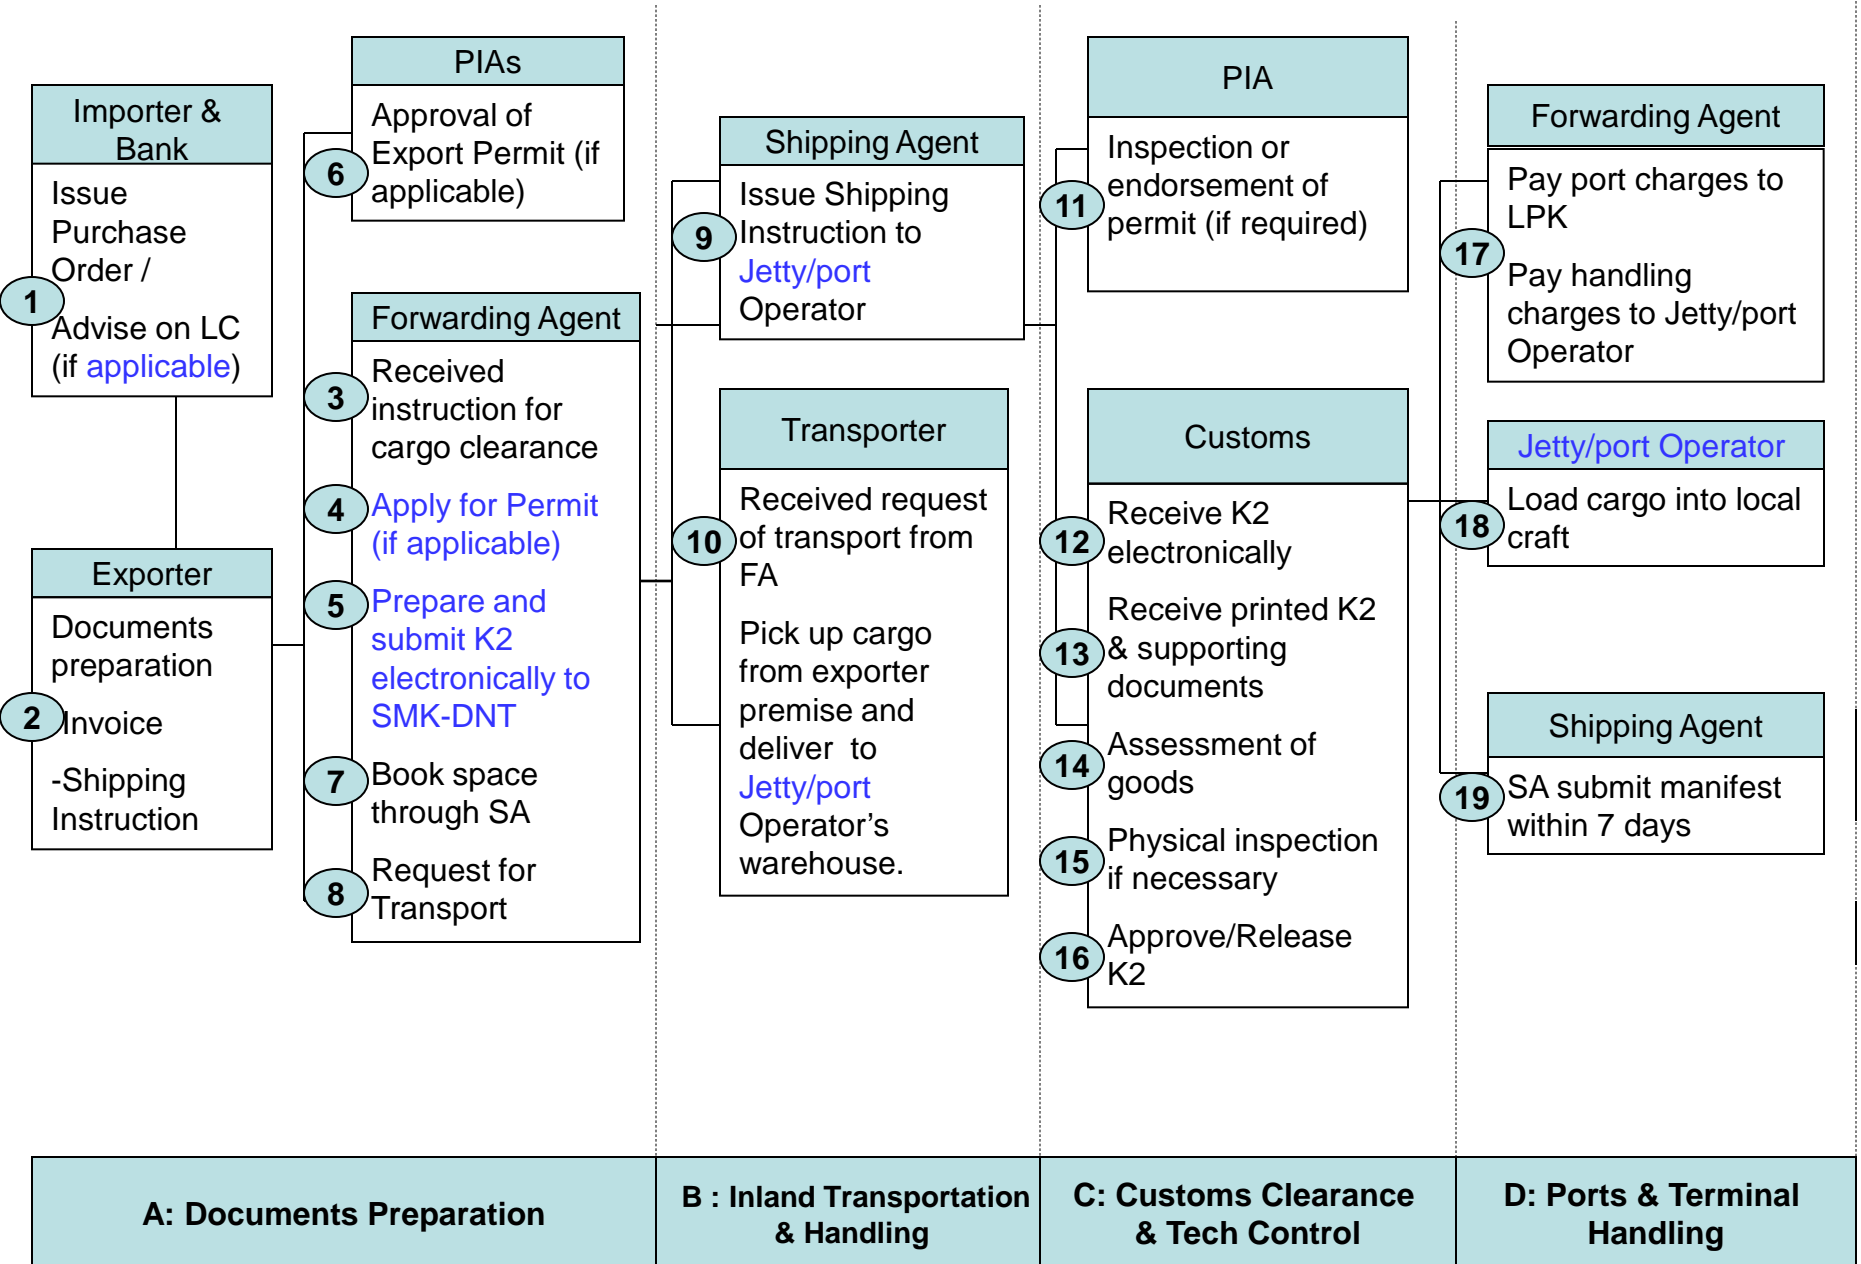 Importer &
Bank
1
Issue
Purchase
Order /
Advise on LC
(if applicable)
Exporter
2
Documents
preparation
Invoice
-Shipping
Instruction
PIAs
6
Approval of
Export Permit (if
applicable)
Forwarding Agent
3
Received
instruction for
cargo clearance
4
Apply for Permit
(if applicable)
5
Prepare and
submit K2
electronically to
SMK-DNT
7
Book space
through SA
8
Request for
Transport
Shipping Agent
9
Issue Shipping
Instruction to
Jetty/port
Operator
Transporter
10
Received request
of transport from
FA
Pick up cargo
from exporter
premise and
deliver to
Jetty/port
Operator’s
warehouse.
PIA
11
Inspection or
endorsement of
permit (if required)
Customs
12
Receive K2
electronically
13
Receive printed K2
& supporting
documents
14
Assessment of
goods
15
Physical inspection
if necessary
16
Approve/Release
K2
Forwarding Agent
17
Pay port charges to
LPK
Pay handling
charges to Jetty/port
Operator
Jetty/port Operator
18
Load cargo into local
craft
Shipping Agent
19
SA submit manifest
within 7 days
A: Documents Preparation
B : Inland Transportation
& Handling
C: Customs Clearance
& Tech Control
D: Ports & Terminal
Handling